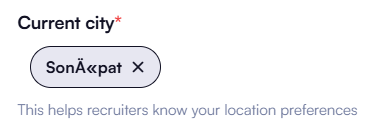 Current city*
SonÄ«pat ✕
This helps recruiters know your location preferences